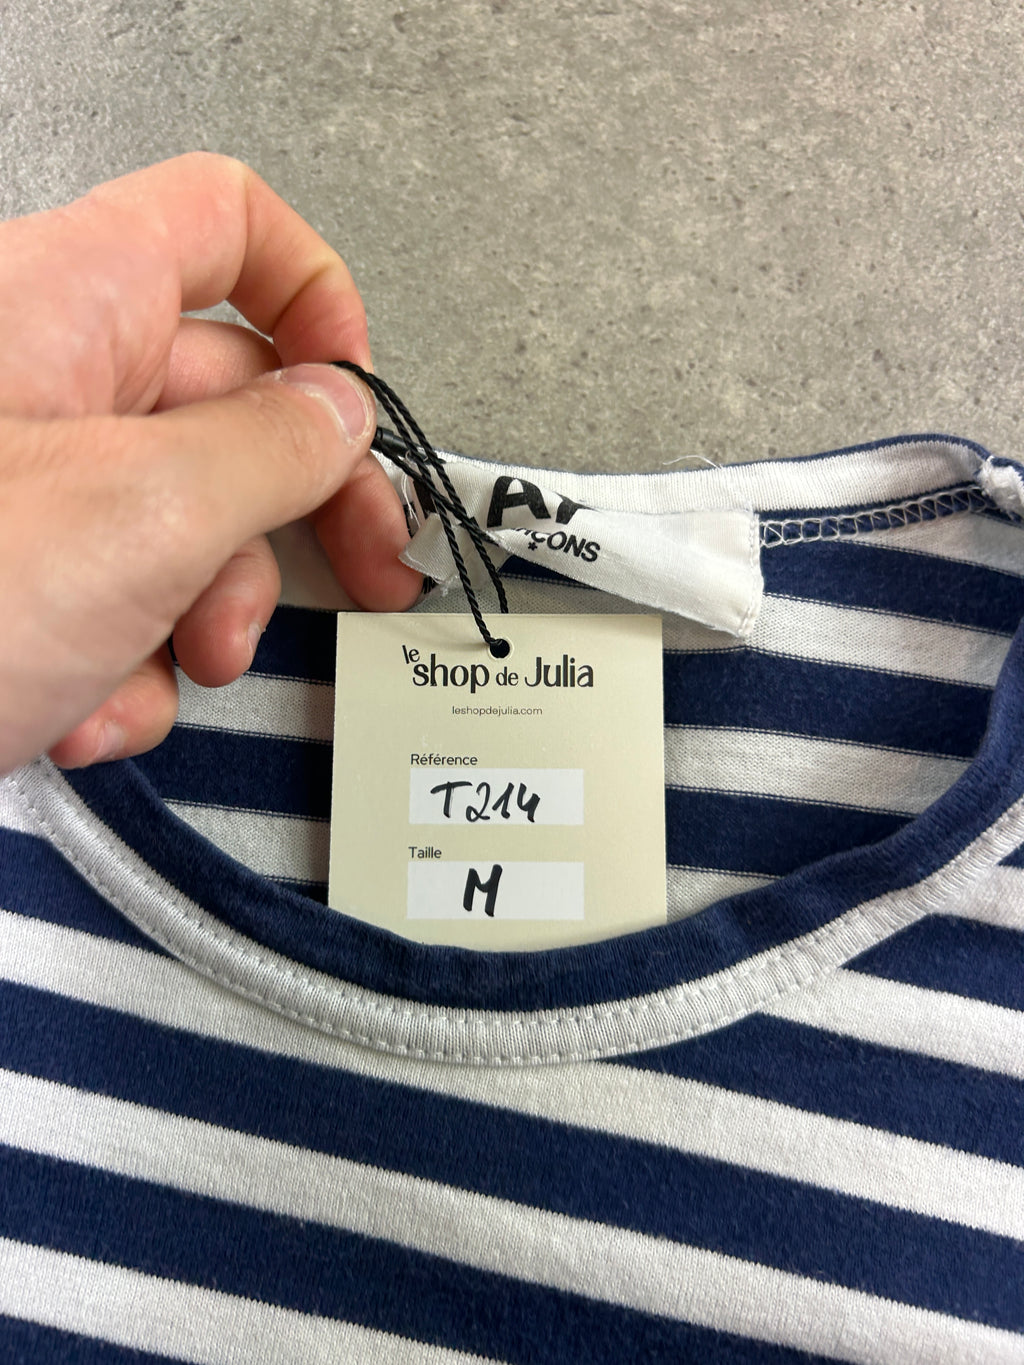 le
shop de Julia
leshopdejulia.com
Référence
T214
Taille
M